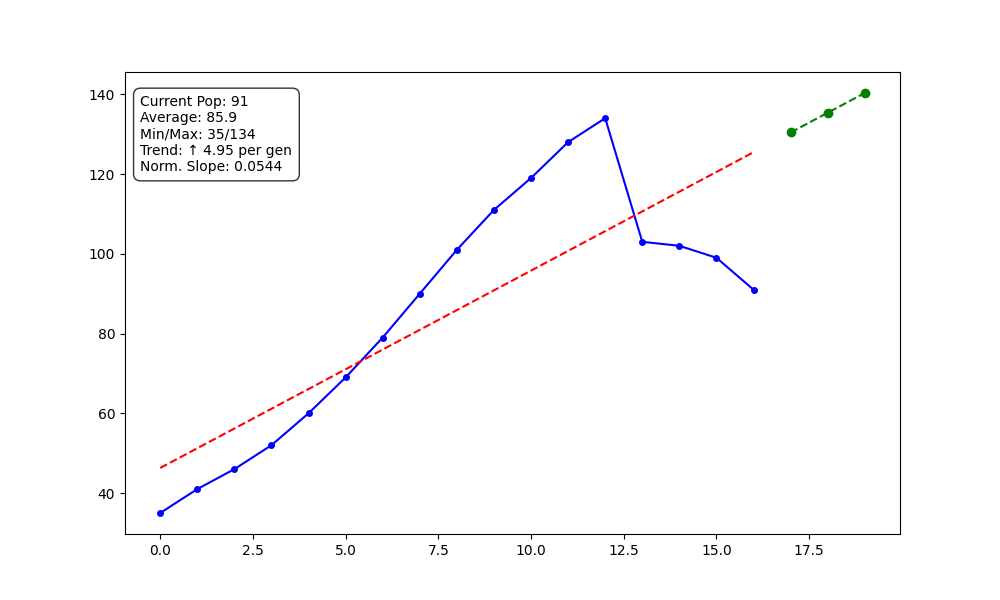 Current Pop: 91
Average: 85.9
Min/Max: 35/134
Trend: ↑ 4.95 per gen
Norm. Slope: 0.0544
140
120
100
80
60
40
0.0 2.5 5.0 7.5 10.0 12.5 15.0 17.5